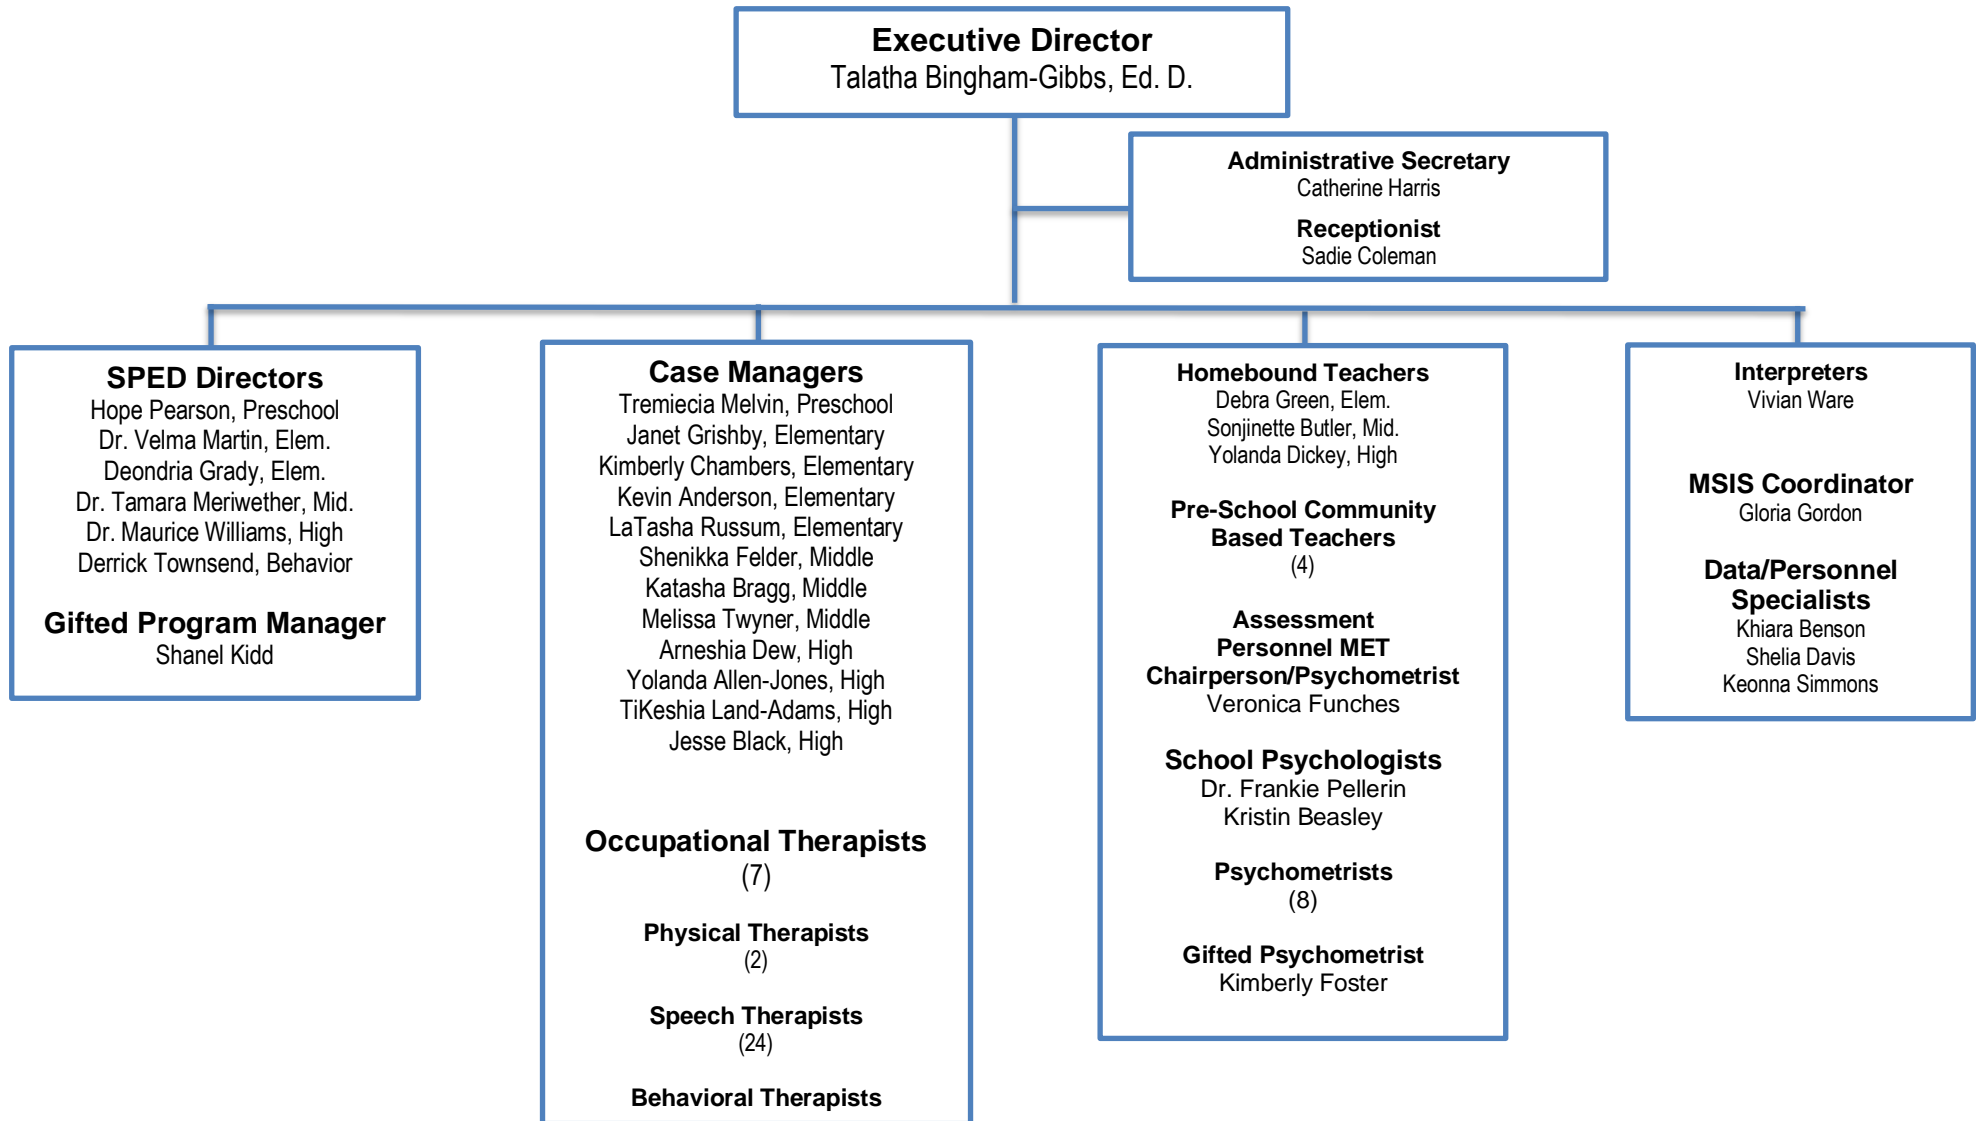 Executive Director
Talatha Bingham-Gibbs, Ed. D.
Administrative Secretary
Catherine Harris
Receptionist
Sadie Coleman
SPED Directors
Hope Pearson, Preschool
Dr. Velma Martin, Elem.
Deondria Grady, Elem.
Dr. Tamara Meriwether, Mid.
Dr. Maurice Williams, High
Derrick Townsend, Behavior
Gifted Program Manager
Shanel Kidd
Case Managers
Tremiecia Melvin, Preschool
Janet Grishby, Elementary
Kimberly Chambers, Elementary
Kevin Anderson, Elementary
LaTasha Russum, Elementary
Shenikka Felder, Middle
Katasha Bragg, Middle
Melissa Twyner, Middle
Arneshia Dew, High
Yolanda Allen-Jones, High
TiKeshia Land-Adams, High
Jesse Black, High
Occupational Therapists
(7)
Physical Therapists
(2)
Speech Therapists
(24)
Behavioral Therapists
Homebound Teachers
Debra Green, Elem.
Sonjinette Butler, Mid.
Yolanda Dickey, High
Pre-School Community
Based Teachers
(4)
Assessment
Personnel MET
Chairperson/Psychometrist
Veronica Funches
School Psychologists
Dr. Frankie Pellerin
Kristin Beasley
Psychometrists
(8)
Gifted Psychometrist
Kimberly Foster
Interpreters
Vivian Ware
MSIS Coordinator
Gloria Gordon
Data/Personnel
Specialists
Khiara Benson
Shelia Davis
Keonna Simmons